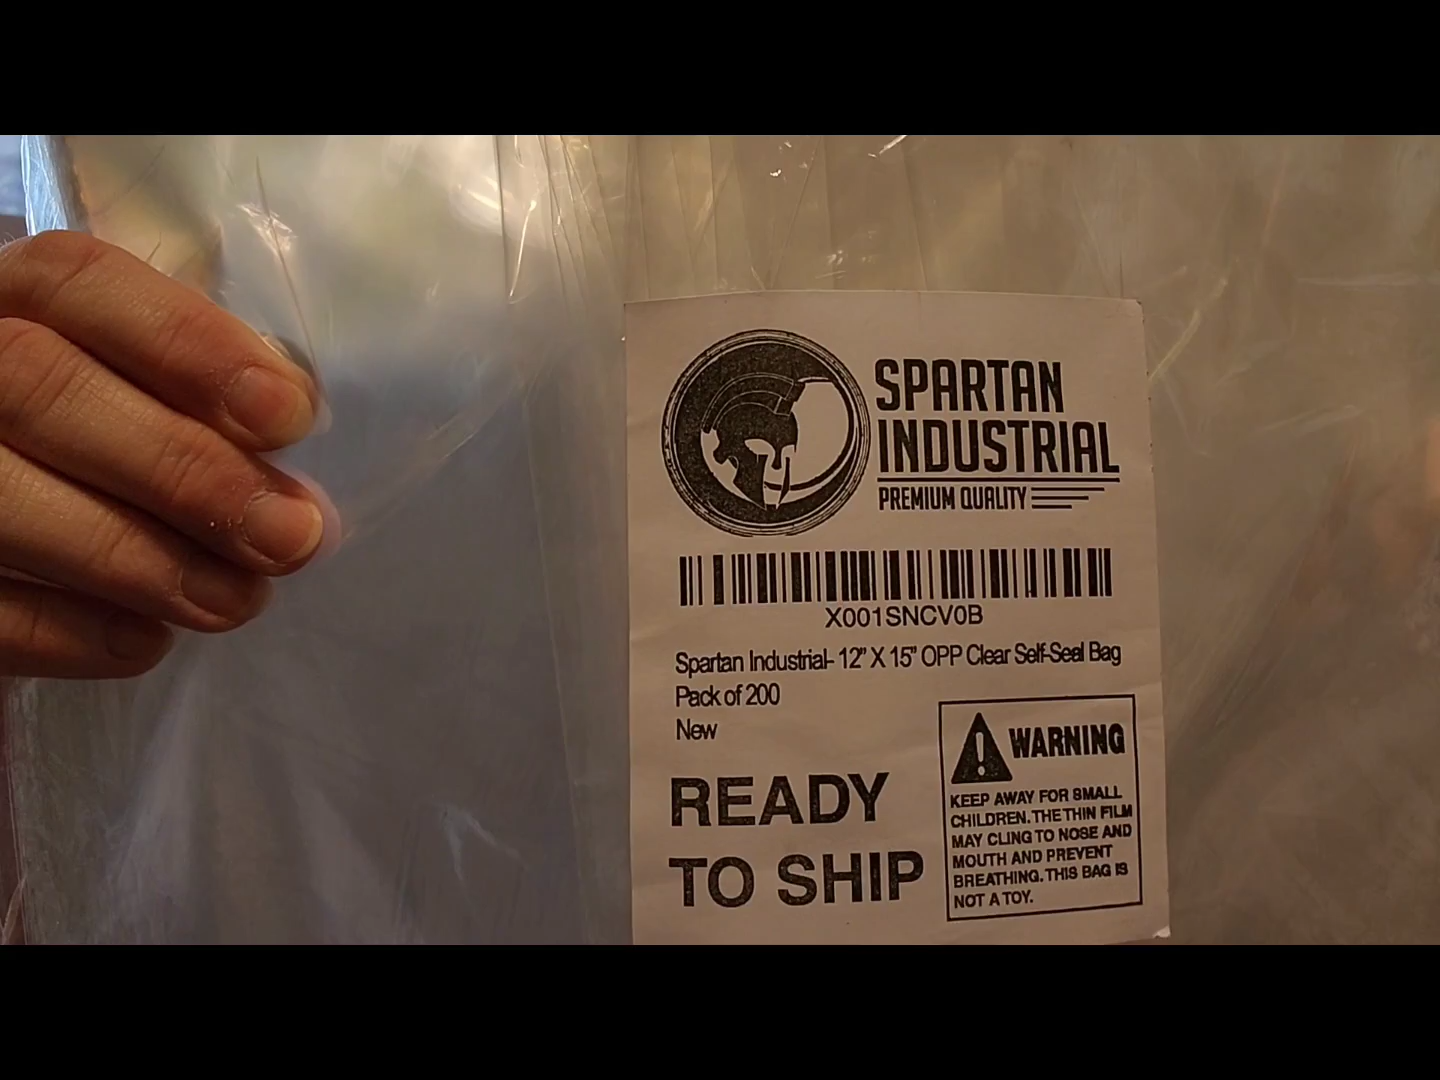 SPARTAN
INDUSTRIAL
PREMIUM QUALITY
X001SNCV0B
Spartan Industrial- 12” X 15” OPP Clear Self-Seal Bag
Pack of 200
New
READY
TO SHIP
WARNING
KEEP AWAY FOR SMALL
CHILDREN. THE THIN FILM
MAY CLING TO NOSE AND
MOUTH AND PREVENT
BREATHING. THIS BAG IS
NOT A TOY.